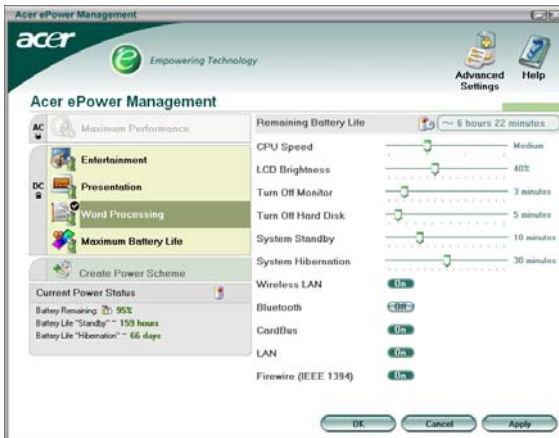 Acer ePower Management
acer
Empowering Technology
Advanced Settings
Help
Acer ePower Management
AC
Maximum Performance
DC
Entertainment
Presentation
Word Processing
Maximum Battery Life
Create Power Scheme
Current Power Status
Battery Remaining: 95%
Battery Life "Standby" ~ 159 hours
Battery Life "Hibernation" ~ 66 days
Remaining Battery Life ~ 6 hours 22 minutes
CPU Speed Medium
LCD Brightness 40%
Turn Off Monitor 3 minutes
Turn Off Hard Disk 5 minutes
System Standby 10 minutes
System Hibernation 30 minutes
Wireless LAN On
Bluetooth Off
CardBus On
LAN On
Firewire (IEEE 1394) On
OK Cancel Apply